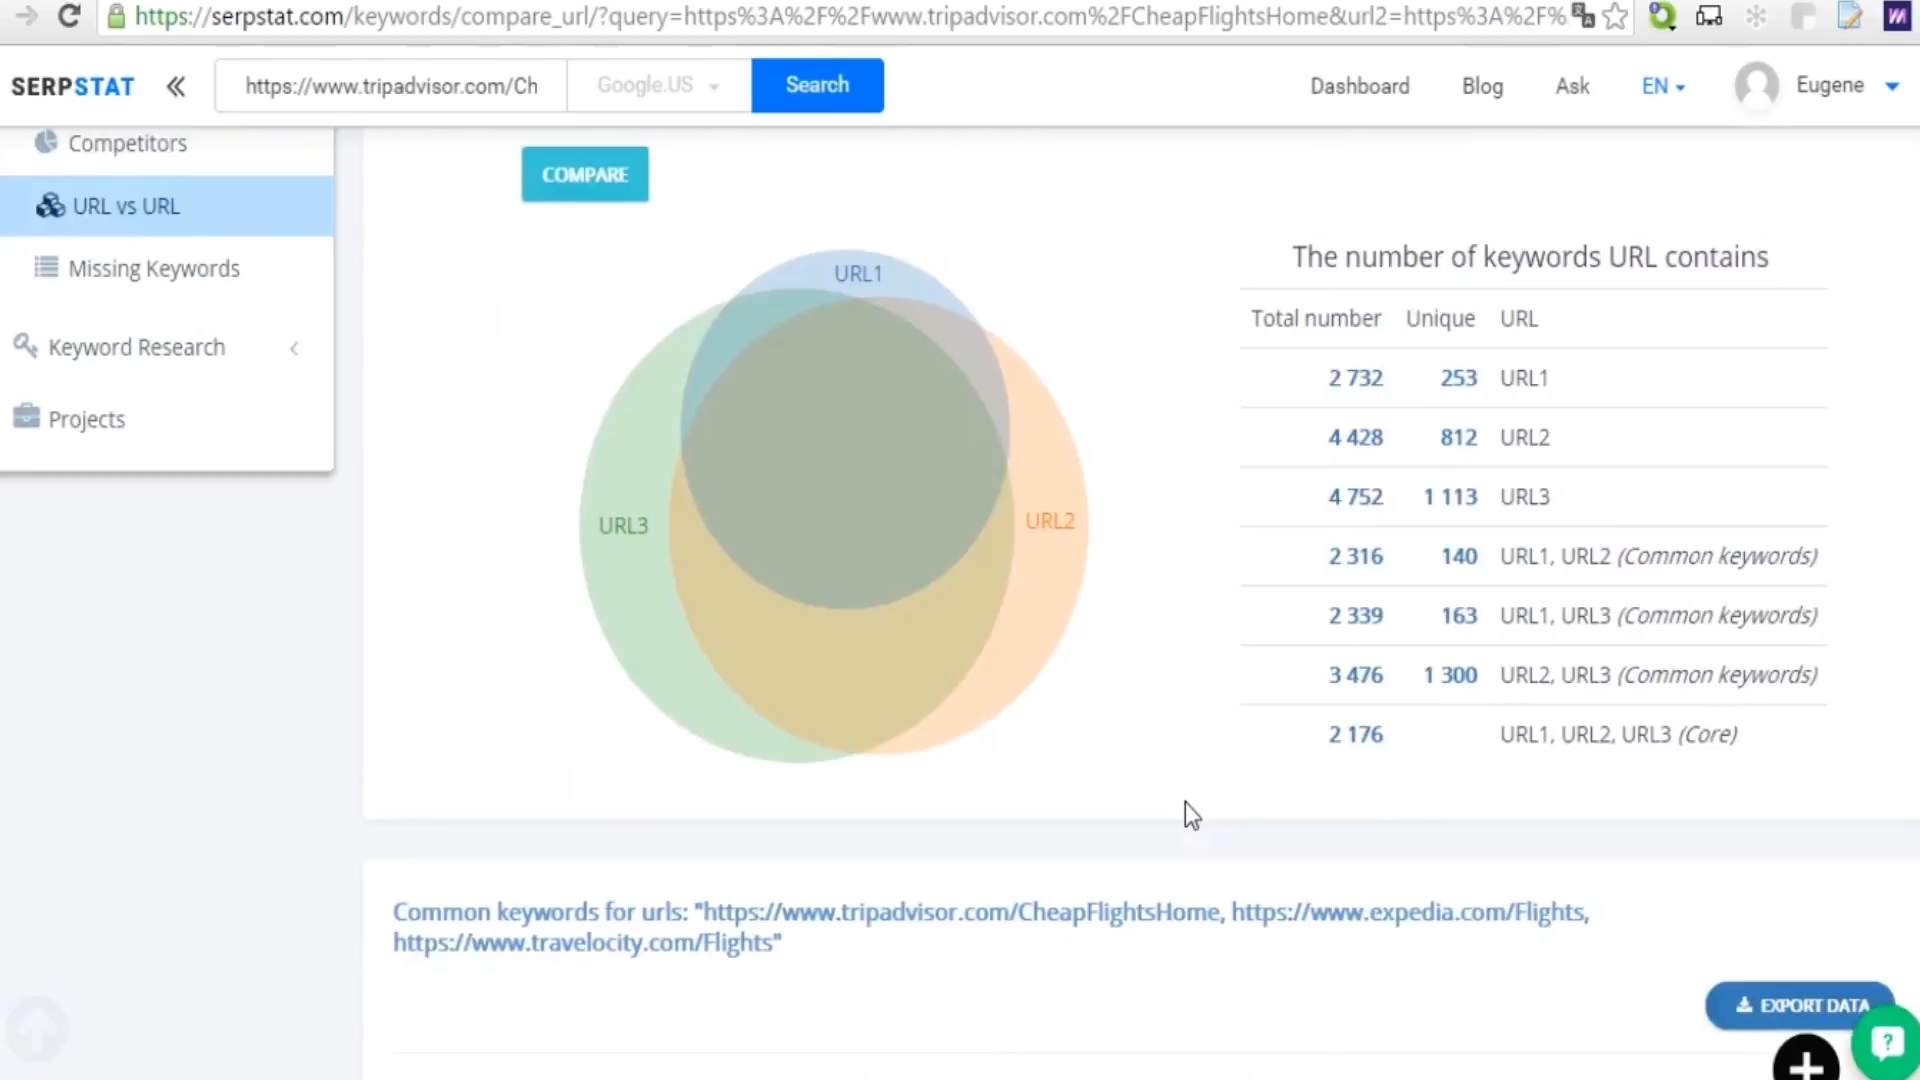 https://serpstat.com/keywords/compare_url/?query=https%3A%2F%2Fwww.tripadvisor.com%2FCheapFlightsHome&url2=https%3A%2F%
SERPSTAT
https://www.tripadvisor.com/Ch
Google.US
Search
Dashboard
Blog
Ask
EN
Eugene
Competitors
URL vs URL
Missing Keywords
Keyword Research
Projects
COMPARE
URL1
URL3
URL2
The number of keywords URL contains
Total number Unique URL
2 732 253 URL1
4 428 812 URL2
4 752 1 113 URL3
2 316 140 URL1, URL2 (Common keywords)
2 339 163 URL1, URL3 (Common keywords)
3 476 1 300 URL2, URL3 (Common keywords)
2 176 URL1, URL2, URL3 (Core)
Common keywords for urls: "https://www.tripadvisor.com/CheapFlightsHome, https://www.expedia.com/Flights,
https://www.travelocity.com/Flights"
EXPORT DATA